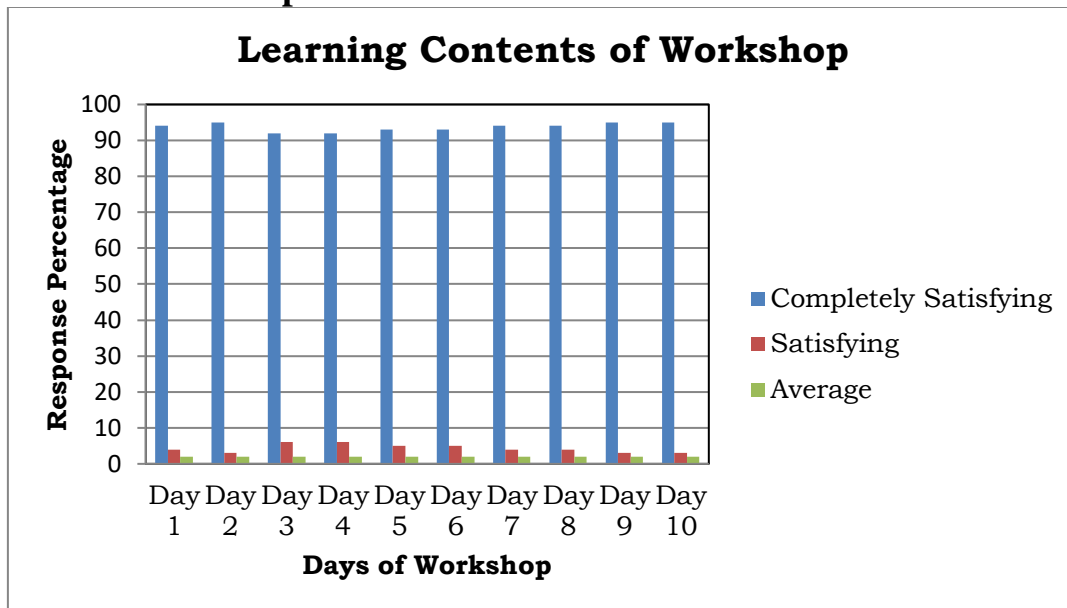 Learning Contents of Workshop
Response Percentage
100
90
80
70
60
50
40
30
20
10
0
Day Day Day Day Day Day Day Day Day Day
1 2 3 4 5 6 7 8 9 10
Days of Workshop
Completely Satisfying
Satisfying
Average